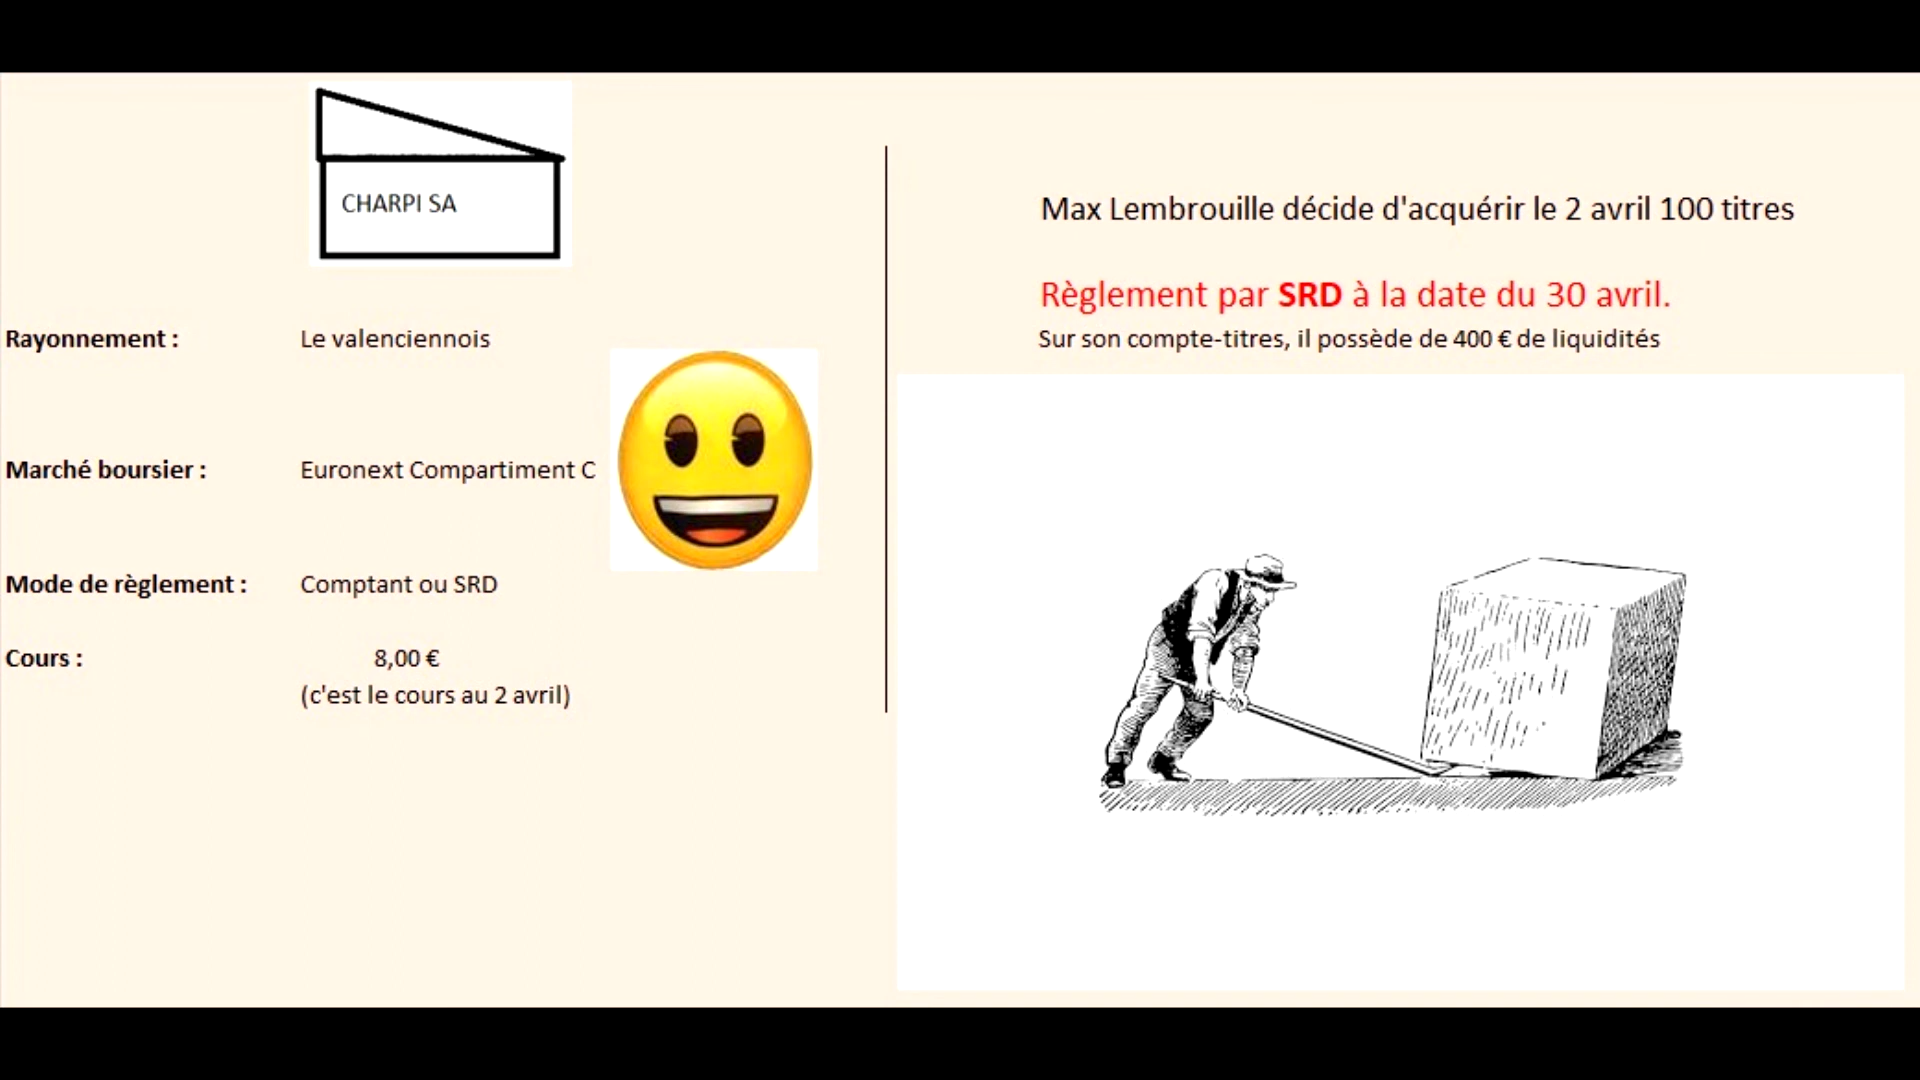 CHARPI SA
Rayonnement : Le valenciennois
Marché boursier : Euronext Compartiment C
Mode de règlement : Comptant ou SRD
Cours : 8,00 €
(c'est le cours au 2 avril)
Max Lembrouille décide d'acquérir le 2 avril 100 titres
Règlement par SRD à la date du 30 avril.
Sur son compte-titres, il possède de 400 € de liquidités